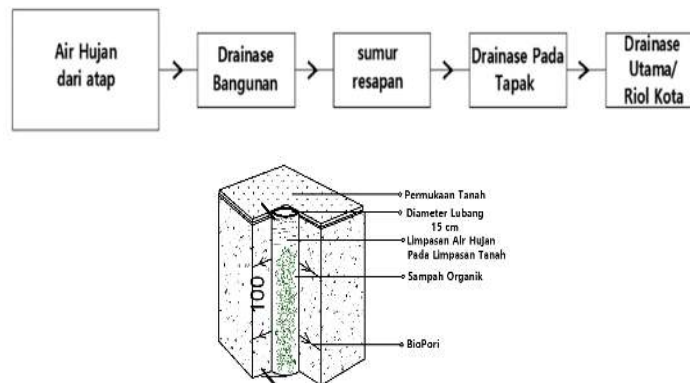 Air Hujan
dari atap
Drainase
Bangunan
sumur
resapan
Drainase Pada
Tapak
Drainase
Utama/
Riol Kota
Permukaan Tanah
Diameter Lubang
15 cm
Limpasan Air Hujan
Pada Limpasan Tanah
Sampah Organik
100
BioPori